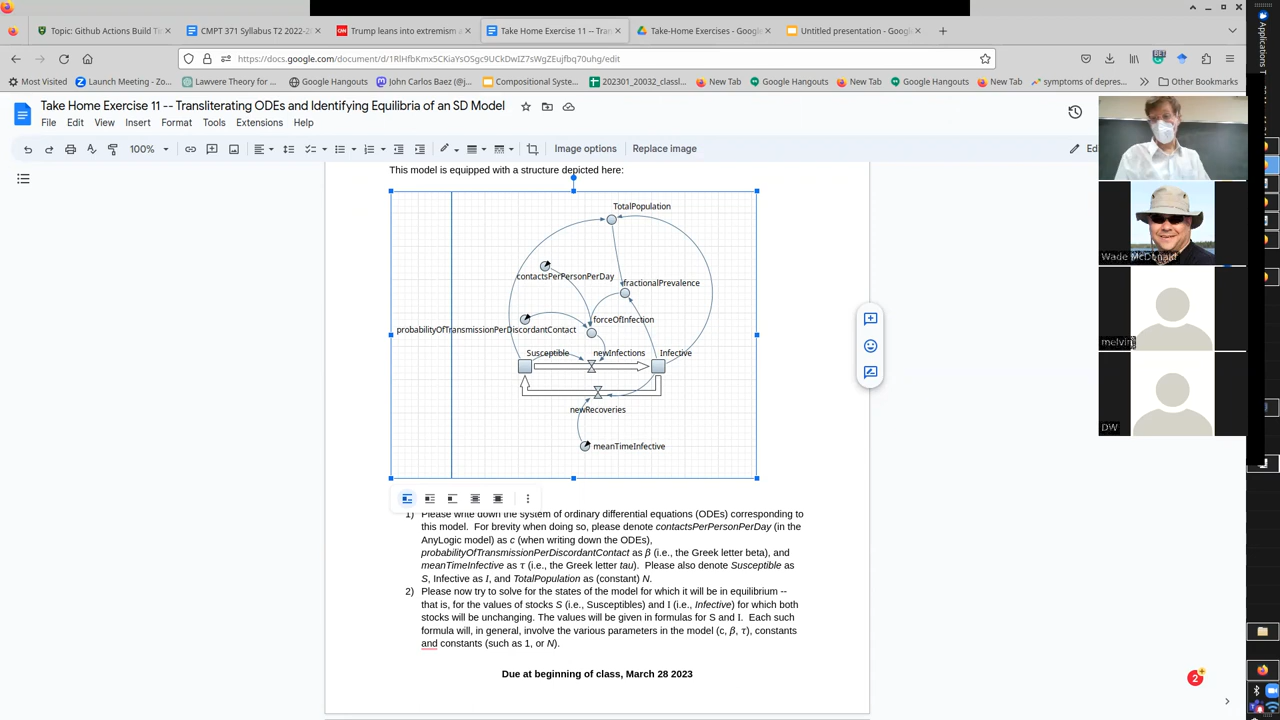 Topic: Github Actions Build Ti
CMPT 371 Syllabus T2 2022-2
Trump leans into extremism a
Take Home Exercise 11 -- Tran
Take-Home Exercises - Google
Untitled presentation - Google
https://docs.google.com/document/d/1RlHfbKmx5CKiaYsOSgc9UCkDwIZ7sWgZEujfbq70uhg/edit
Most Visited
Launch Meeting - Zo...
Lawvere Theory in
Google Hangouts
John Carlos Baez (@j...
Compositional Syste...
202301_20032_classl...
New Tab
Google Hangouts
New Tab
Google Hangouts
New Tab
symptoms of depres...
Other Bookmarks
Take Home Exercise 11 -- Transliterating ODEs and Identifying Equilibria of an SD Model
File Edit View Insert Format Tools Extensions Help
100%
Image options
Replace image
This model is equipped with a structure depicted here:
TotalPopulation
contactsPerPersonPerDay
fractionalPrevalence
probabilityOfTransmissionPerDiscordantContact
forceOfInfection
Susceptible
newInfections
Infective
newRecoveries
meanTimeInfective
1) Please write down the system of ordinary differential equations (ODEs) corresponding to
this model. For brevity when doing so, please denote contactsPerPersonPerDay (in the
AnyLogic model) as c (when writing down the ODEs),
probabilityOfTransmissionPerDiscordantContact as β (i.e., the Greek letter beta), and
meanTimeInfective as τ (i.e., the Greek letter tau). Please also denote Susceptible as
S, Infective as I, and TotalPopulation as (constant) N.
2) Please now try to solve for the states of the model for which it will be in equilibrium --
that is, for the values of stocks S (i.e., Susceptibles) and I (i.e., Infective) for which both
stocks will be unchanging. The values will be given in formulas for S and I. Each such
formula will, in general, involve the various parameters in the model (c, β, τ), constants
and constants (such as 1, or N).
Due at beginning of class, March 28 2023
Wade McDonald
melvin
DW
2